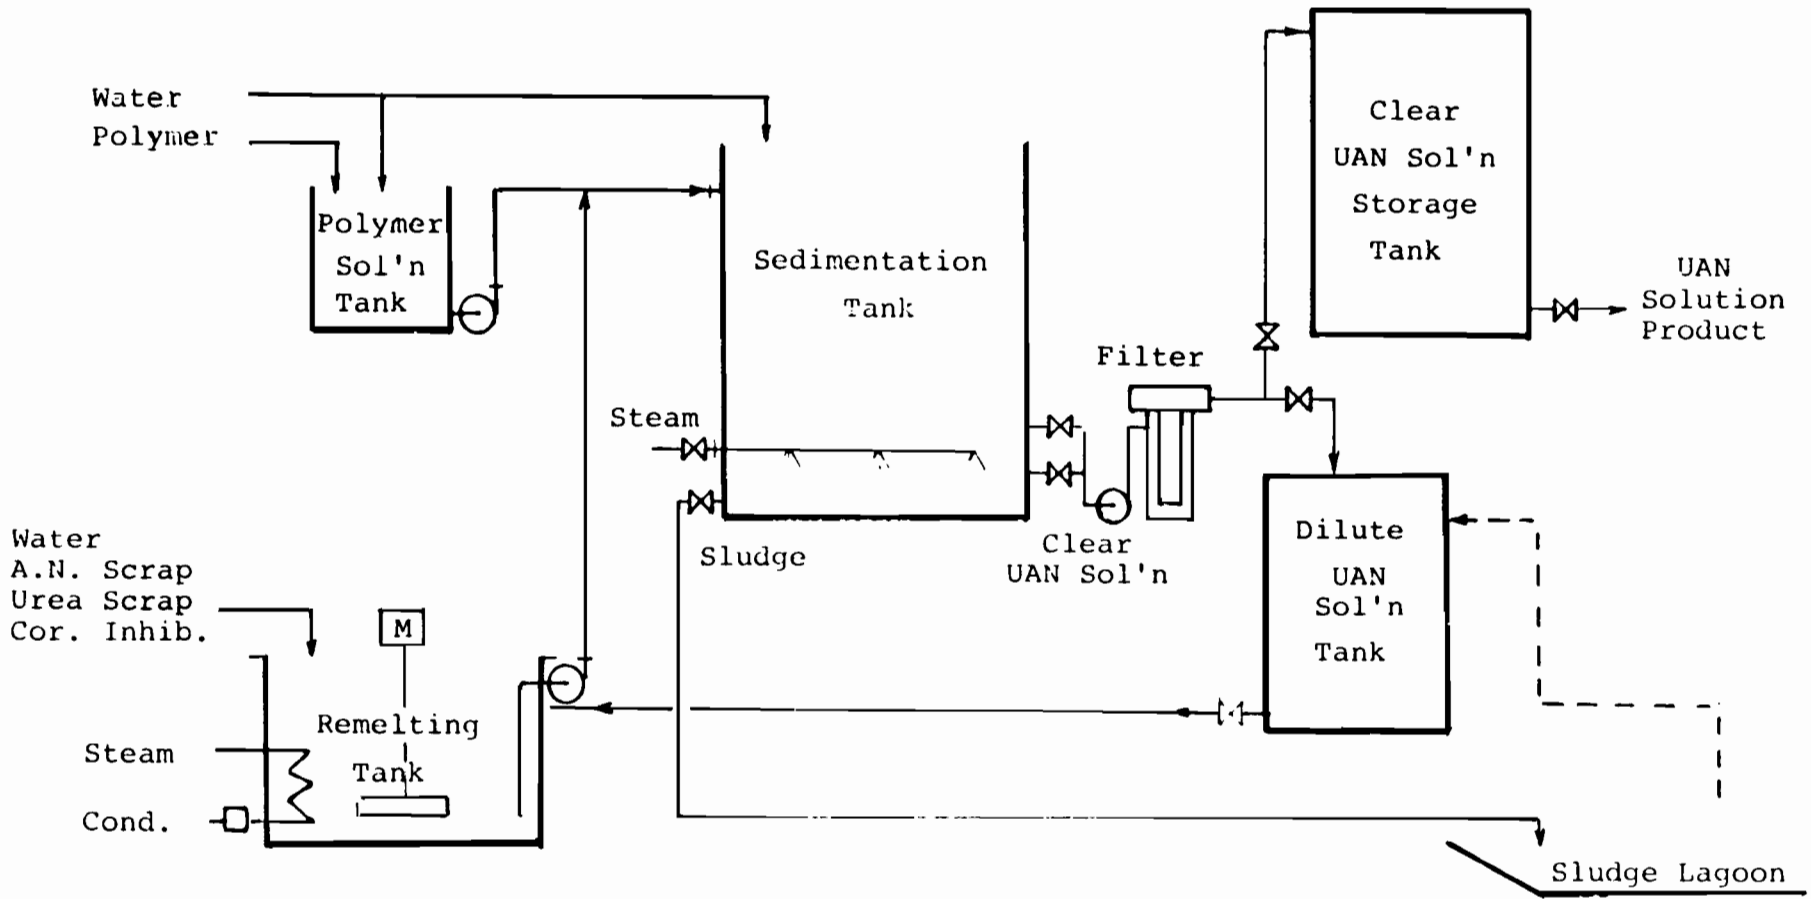 Water
Polymer
Polymer
Sol'n
Tank
Sedimentation
Tank
Clear
UAN Sol'n
Storage
Tank
UAN
Solution
Product
Filter
Steam
Sludge
Clear
UAN Sol'n
Dilute
UAN
Sol'n
Tank
Water
A.N. Scrap
Urea Scrap
Cor. Inhib.
M
Remelting
Tank
Steam
Cond.
Sludge Lagoon